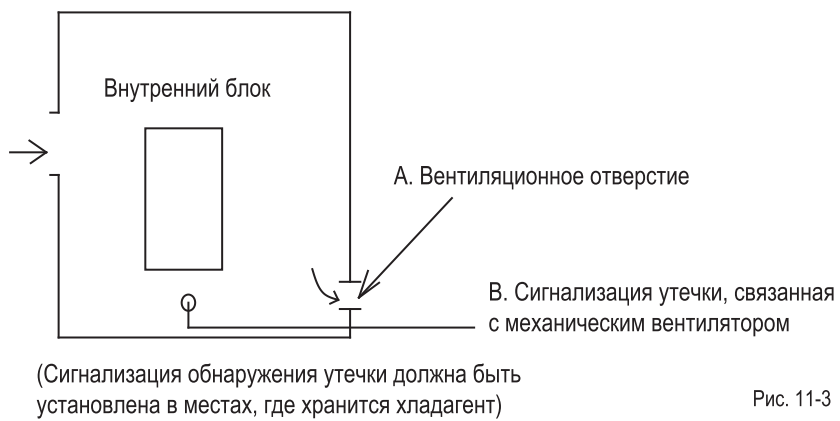 Внутренний блок
A. Вентиляционное отверстие
B. Сигнализация утечки, связанная
с механическим вентилятором
(Сигнализация обнаружения утечки должна быть
установлена в местах, где хранится хладагент)
Рис. 11-3